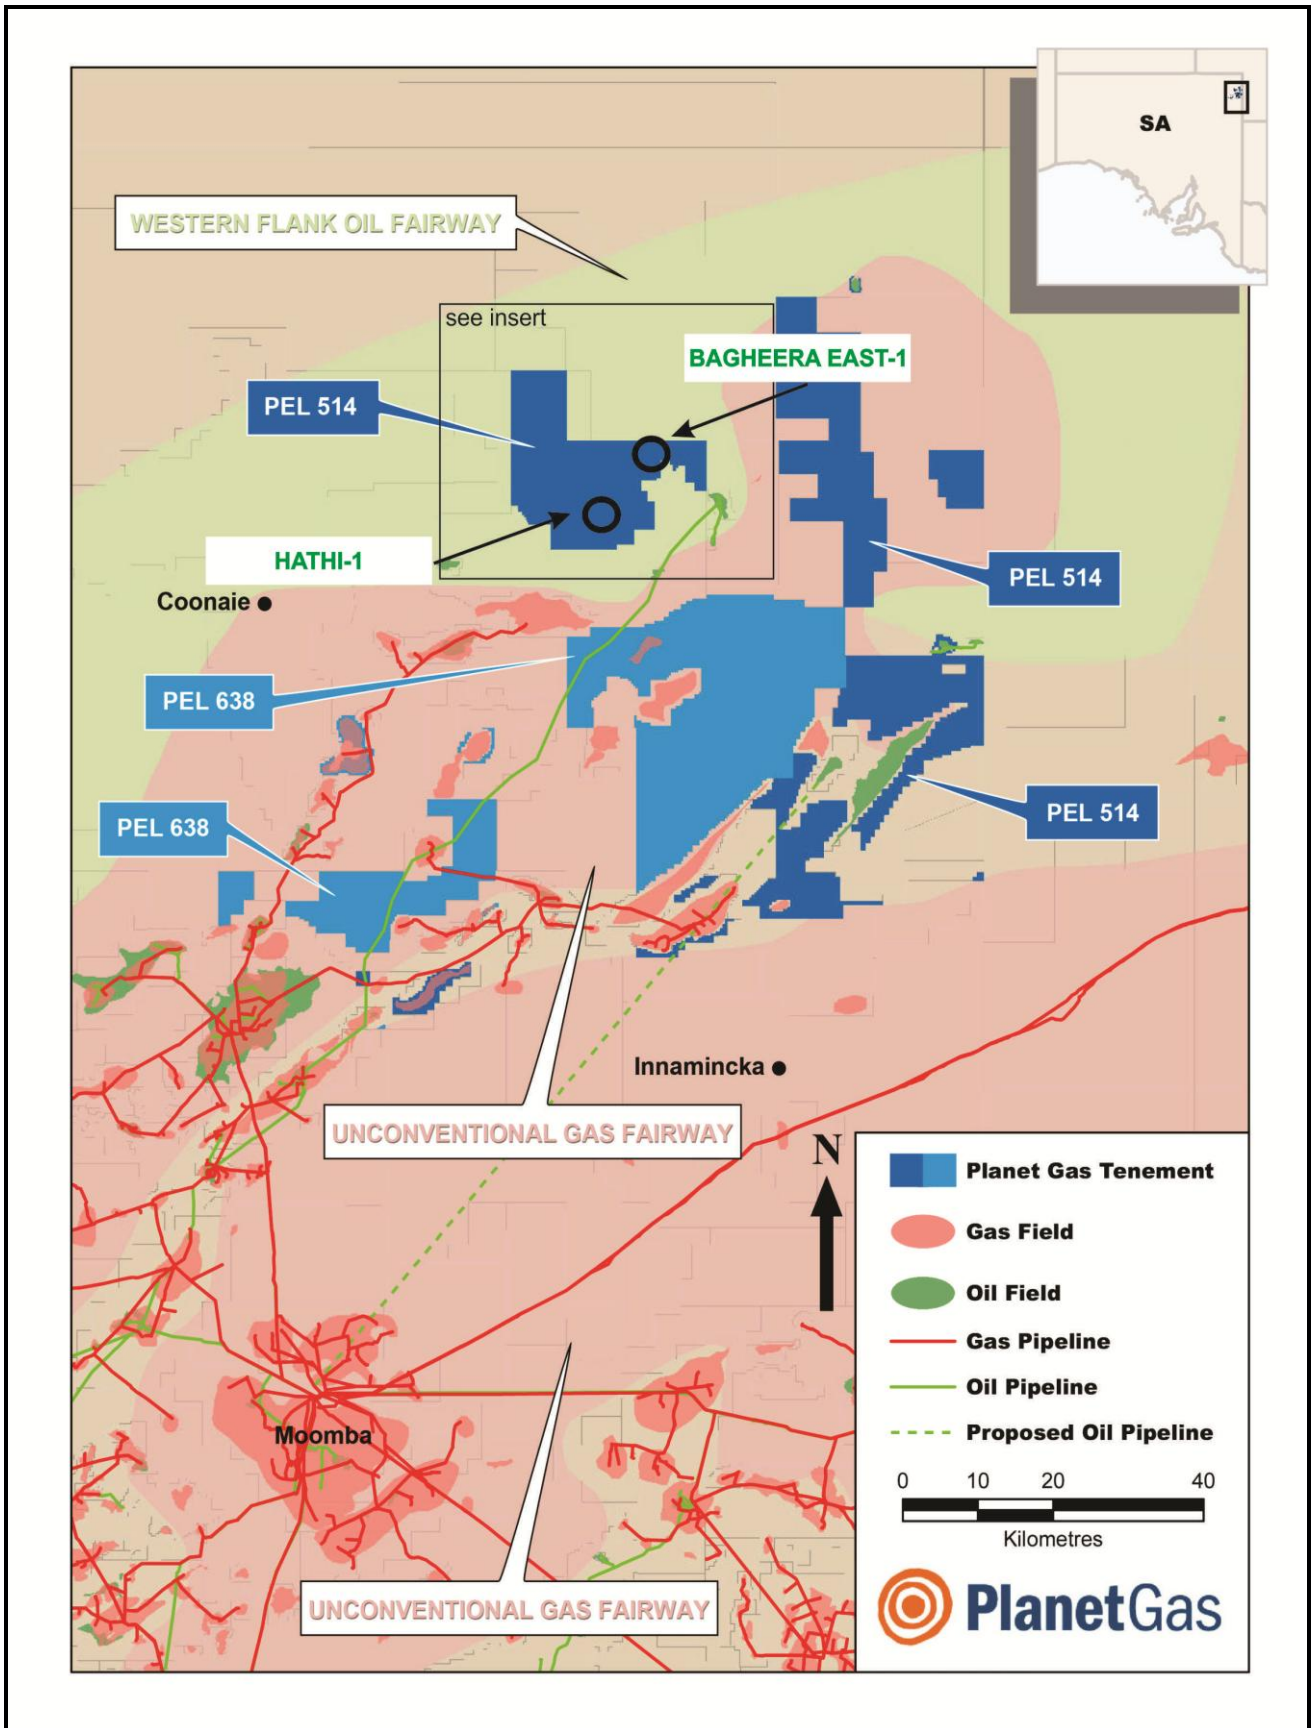 SA
WESTERN FLANK OIL FAIRWAY
see insert
BAGHEERA EAST-1
PEL 514
HATHI-1
PEL 514
Coonaie
PEL 638
PEL 638
PEL 514
Innamincka
UNCONVENTIONAL GAS FAIRWAY
N
Planet Gas Tenement
Gas Field
Oil Field
Gas Pipeline
Oil Pipeline
Proposed Oil Pipeline
Moomba
0 10 20 40
Kilometres
UNCONVENTIONAL GAS FAIRWAY
PlanetGas